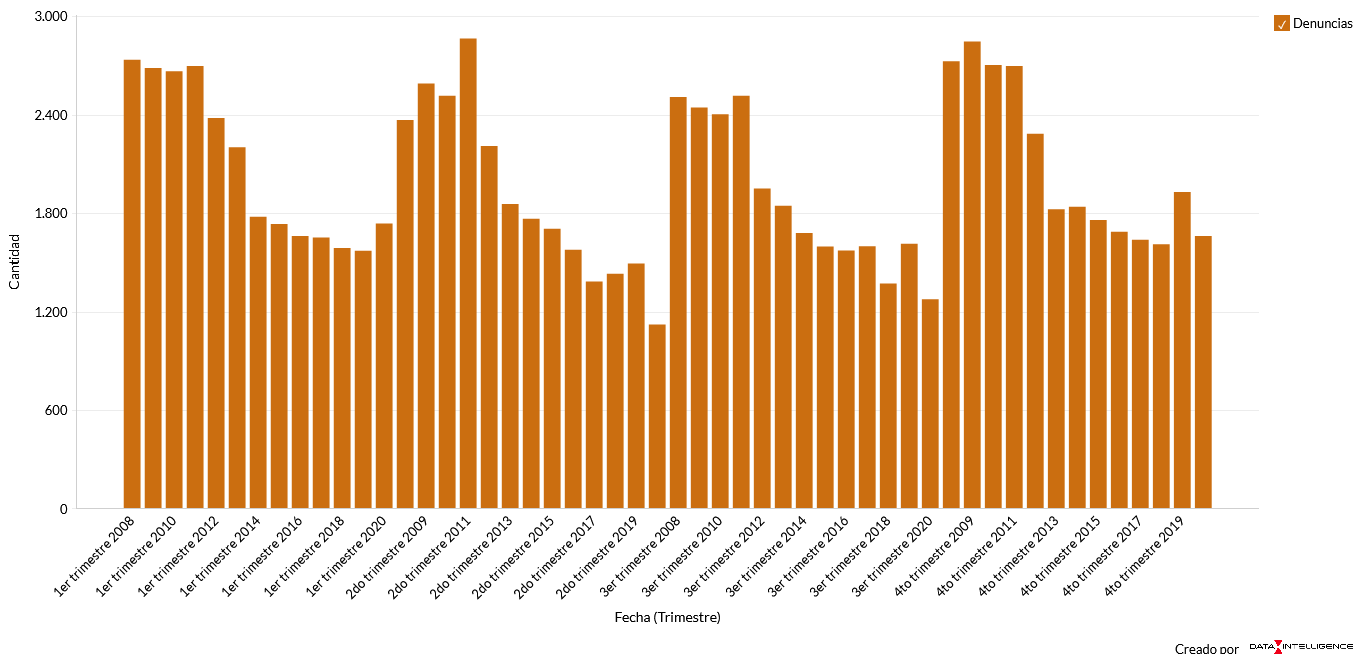 3.000
2.400
1.800
1.200
600
0
Cantidad
✓ Denuncias
1er trimestre 2008
1er trimestre 2010
1er trimestre 2012
1er trimestre 2014
1er trimestre 2016
1er trimestre 2018
1er trimestre 2020
2do trimestre 2009
2do trimestre 2011
2do trimestre 2013
2do trimestre 2015
2do trimestre 2017
2do trimestre 2019
3er trimestre 2008
3er trimestre 2010
3er trimestre 2012
3er trimestre 2014
3er trimestre 2016
3er trimestre 2018
3er trimestre 2020
4to trimestre 2009
4to trimestre 2011
4to trimestre 2013
4to trimestre 2015
4to trimestre 2017
4to trimestre 2019
Fecha (Trimestre)
Creado por DATA INTELLIGENCE